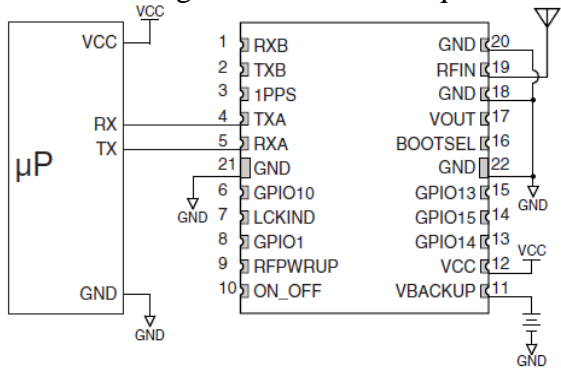 VCC
VCC
RX
TX
µP
GND
GND
1 RXB
2 TXB
3 1PPS
4 TXA
5 RXA
21 GND
GND
6 GPIO10
7 LCKIND
8 GPIO1
9 RFPWRUP
10 ON_OFF
GND 20
RFIN 19
GND 18
VOUT 17
BOOTSEL 16
GND 22
GPIO13 15
GND
GPIO15 14
GPIO14 13
VCC
VCC 12
VBACKUP 11
GND